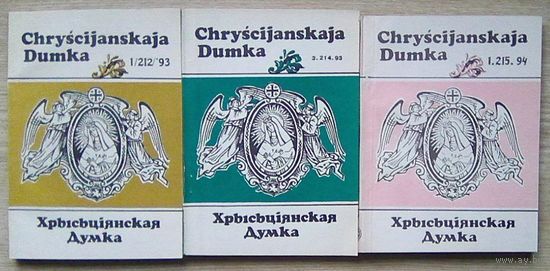 Chryścijanskaja
Dumka
1/212/'93
Хрысьціянская
Думка
Chryścijanskaja
Dumka
3.214.93
Хрысьціянская
Думка
Chryścijanskaja
Dumka
1.215.94
Хрысьціянская
Думка